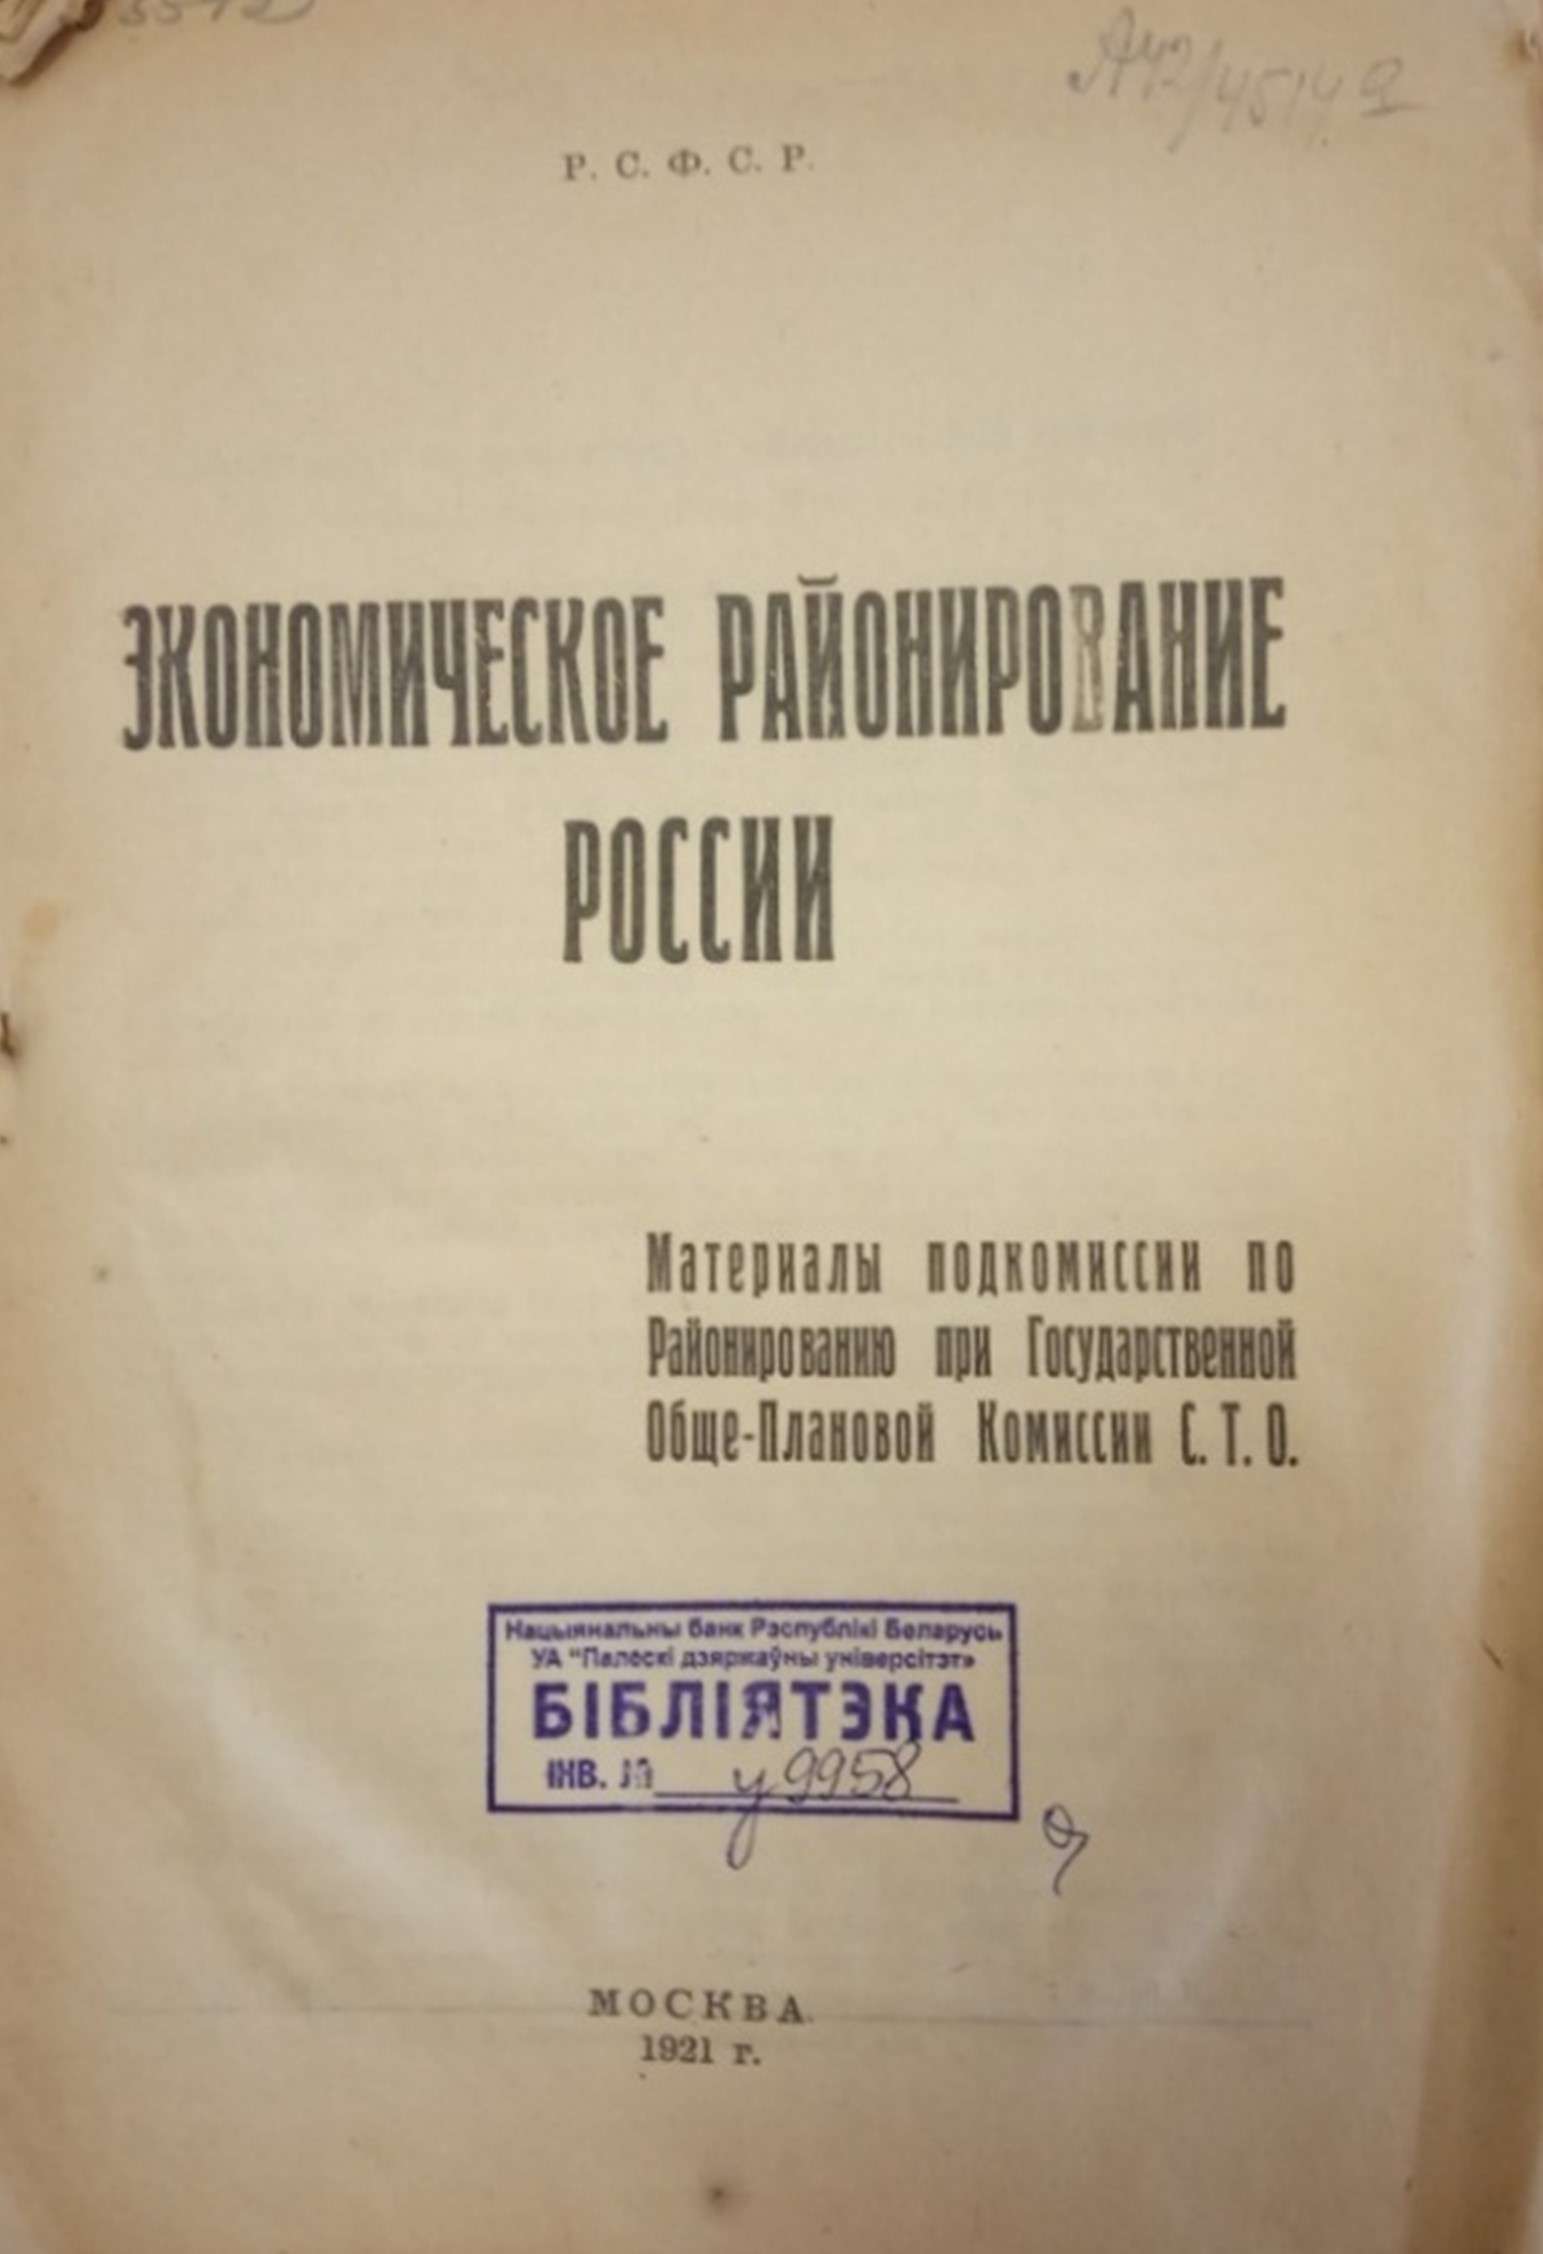 Р. С. Ф. С. Р.
ЭКОНОМИЧЕСКОЕ РАЙОНИРОВАНИЕ
РОССИИ
Материалы подкомиссии по
Районированию при Государственной
Обще-Плановой Комиссии С. Т. О.
Нацыянальны банк Рэспублікі Беларусь
УА “Палескі дзяржаўны універсітэт»
БІБЛІЯТЭКА
ІНВ. № у9958
МОСКВА.
1921 г.